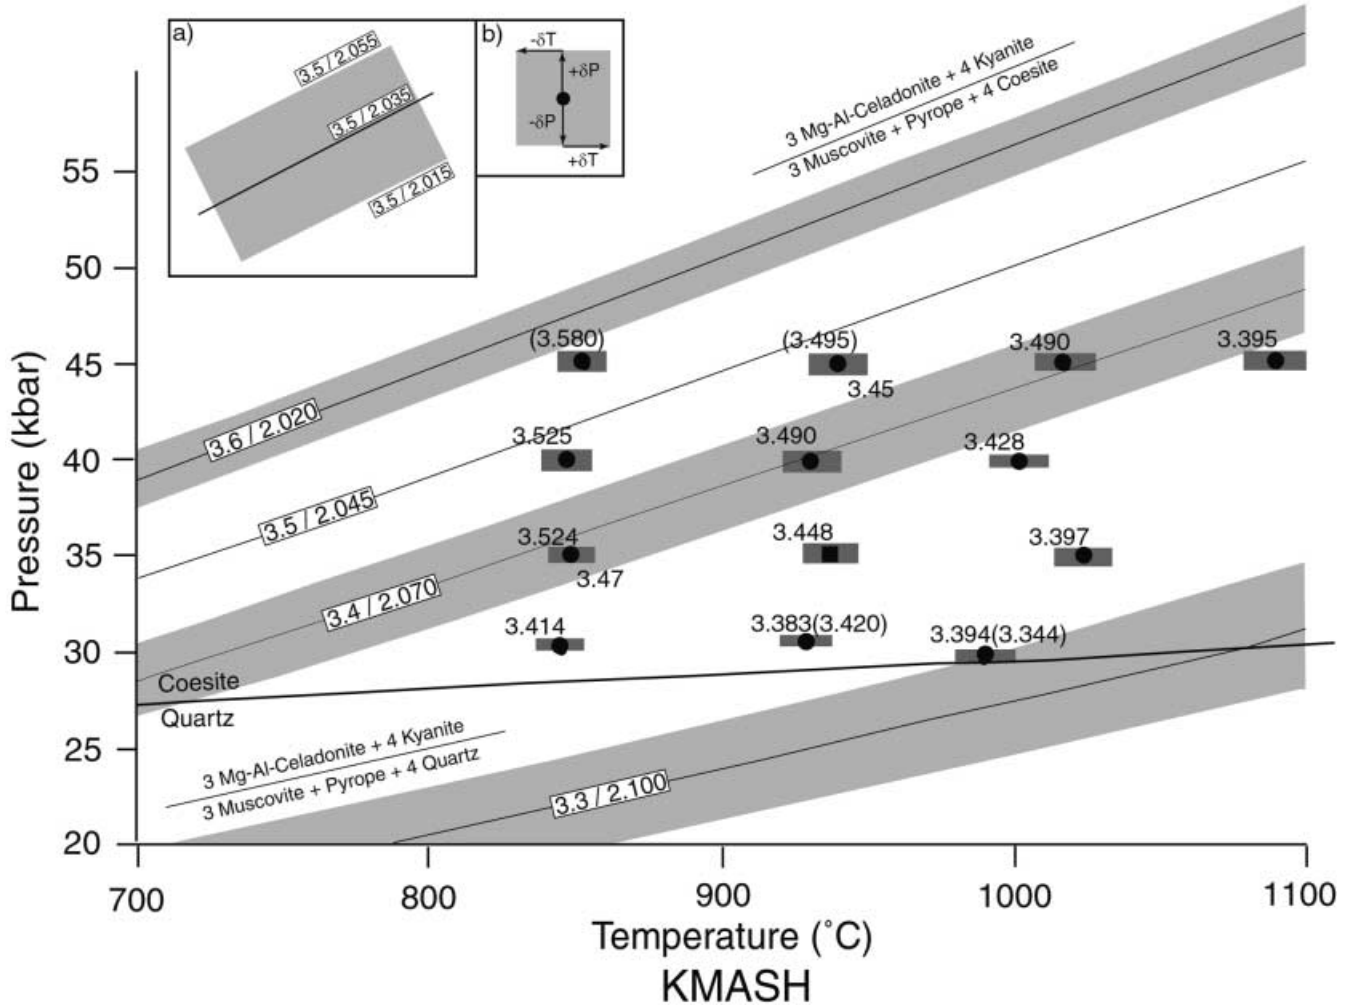 a)
3.5 / 2.055
3.5 / 2.035
3.5 / 2.015
b)
-δT
+δP
-δP
+δT
3 Mg-Al-Celadonite + 4 Kyanite
3 Muscovite + Pyrope + 4 Coesite
55
50
45
40
35
30
25
20
Pressure (kbar)
(3.580)
(3.495)
3.490
3.395
3.45
3.6 / 2.020
3.525
3.490
3.428
3.5 / 2.045
3.524
3.448
3.397
3.47
3.4 / 2.070
3.414
3.383(3.420)
3.394(3.344)
Coesite
Quartz
3 Mg-Al-Celadonite + 4 Kyanite
3 Muscovite + Pyrope + 4 Quartz
3.3 / 2.100
700
800
900
1000
1100
Temperature (˚C)
KMASH